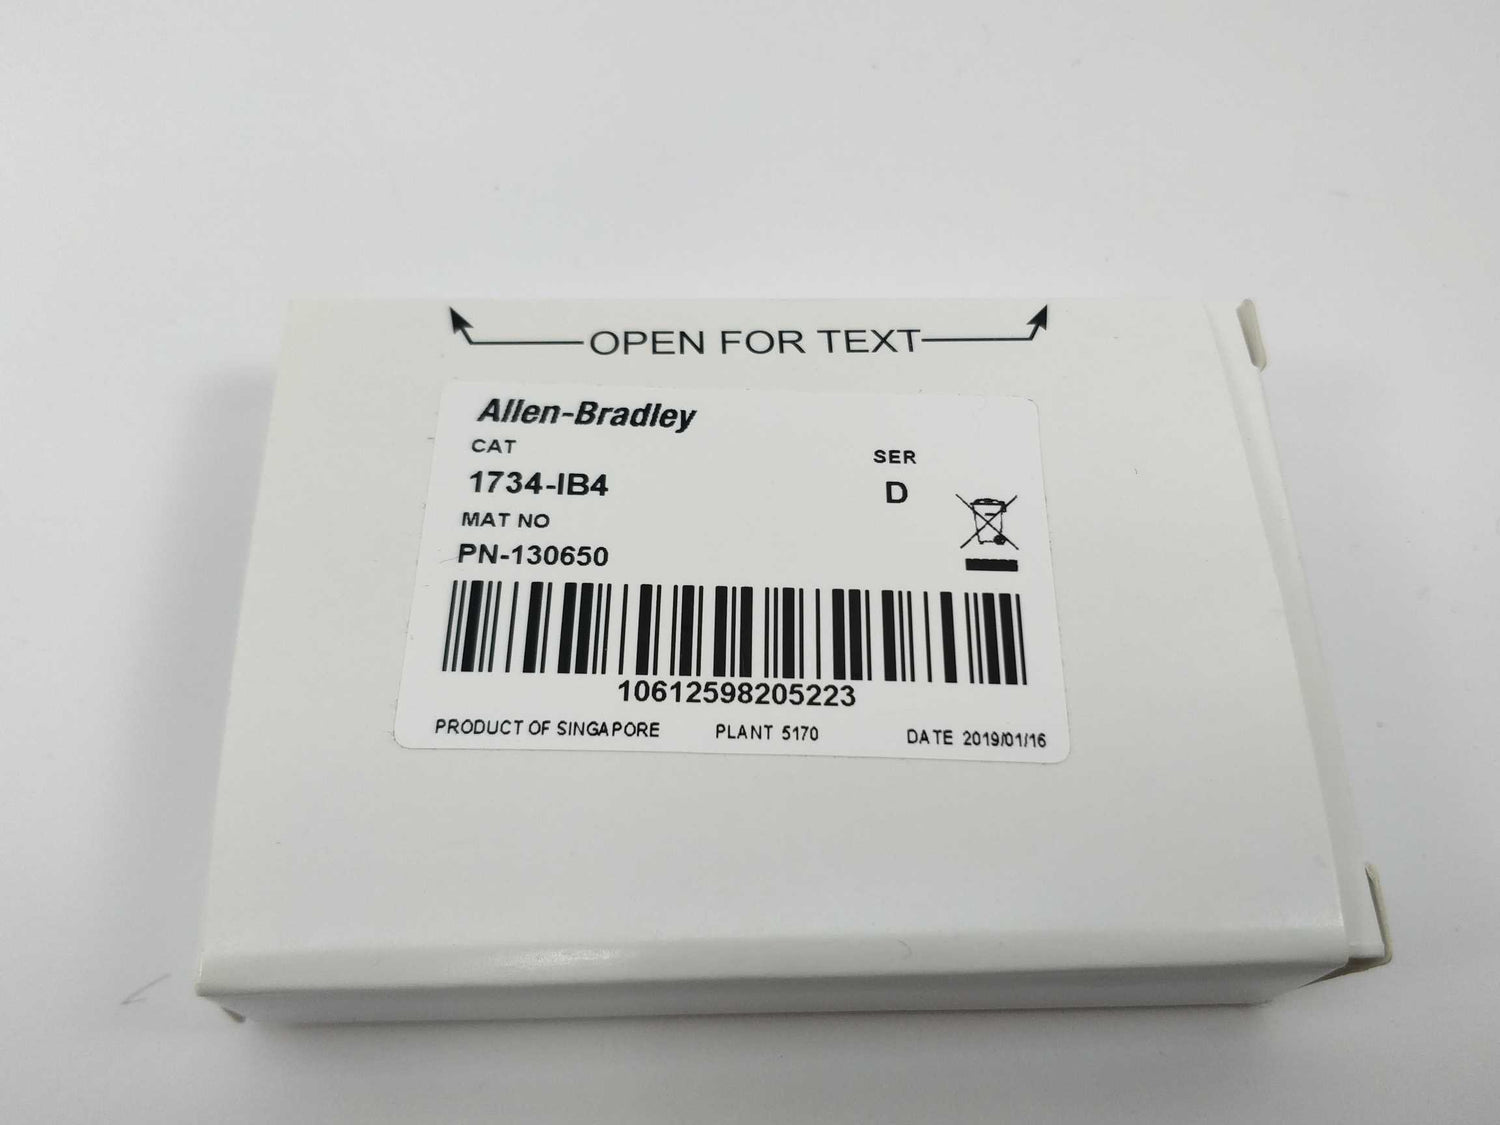 OPEN FOR TEXT
Allen-Bradley
CAT
SER
1734-IB4
D
MAT NO
PN-130650
10612598205223
PRODUCT OF SINGAPORE PLANT 5170 DATE 2019/01/16